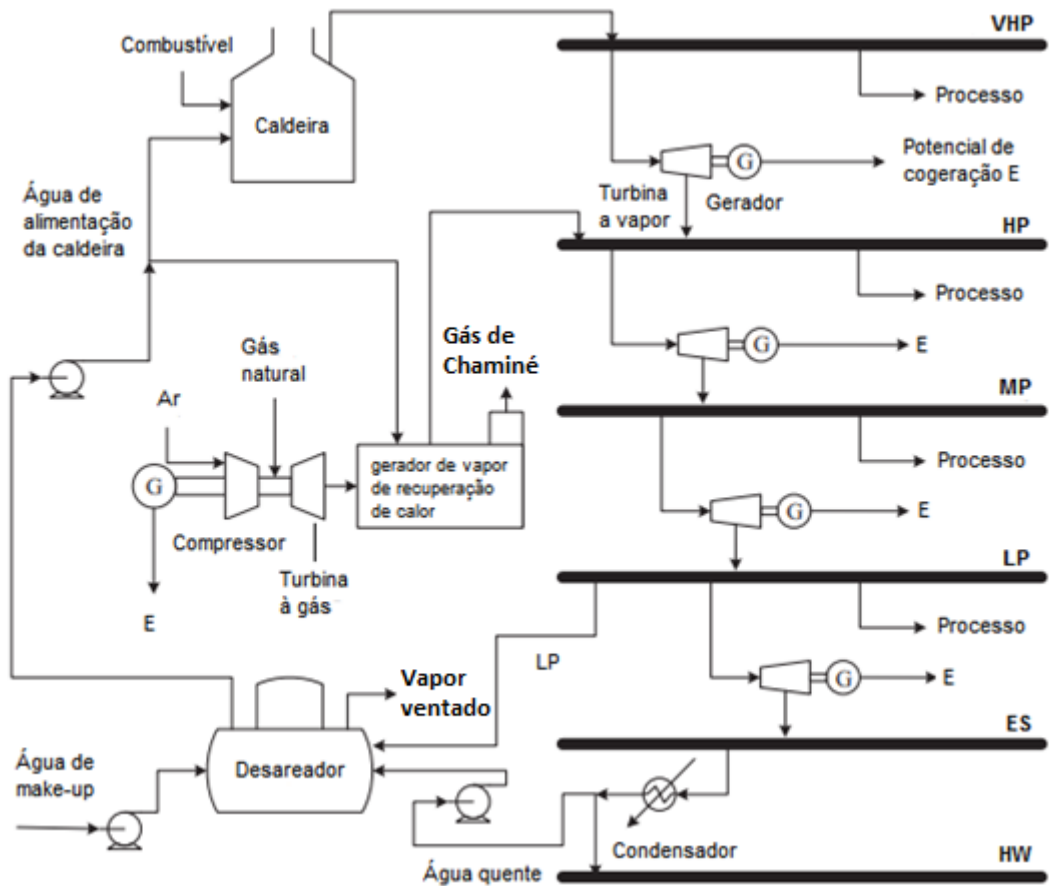 VHP
Combustível
Caldeira
Processo
Potencial de
cogeração E
G
Turbina
a vapor
Gerador
Água de
alimentação
da caldeira
HP
Processo
Gás de
Chaminé
Gás
natural
G
E
Ar
MP
gerador de vapor
de recuperação
de calor
Processo
G
G
E
Compressor
Turbina
à gás
LP
E
Processo
LP
Vapor
ventado
G
E
ES
Desareador
Água de
make-up
Condensador
Água quente
HW